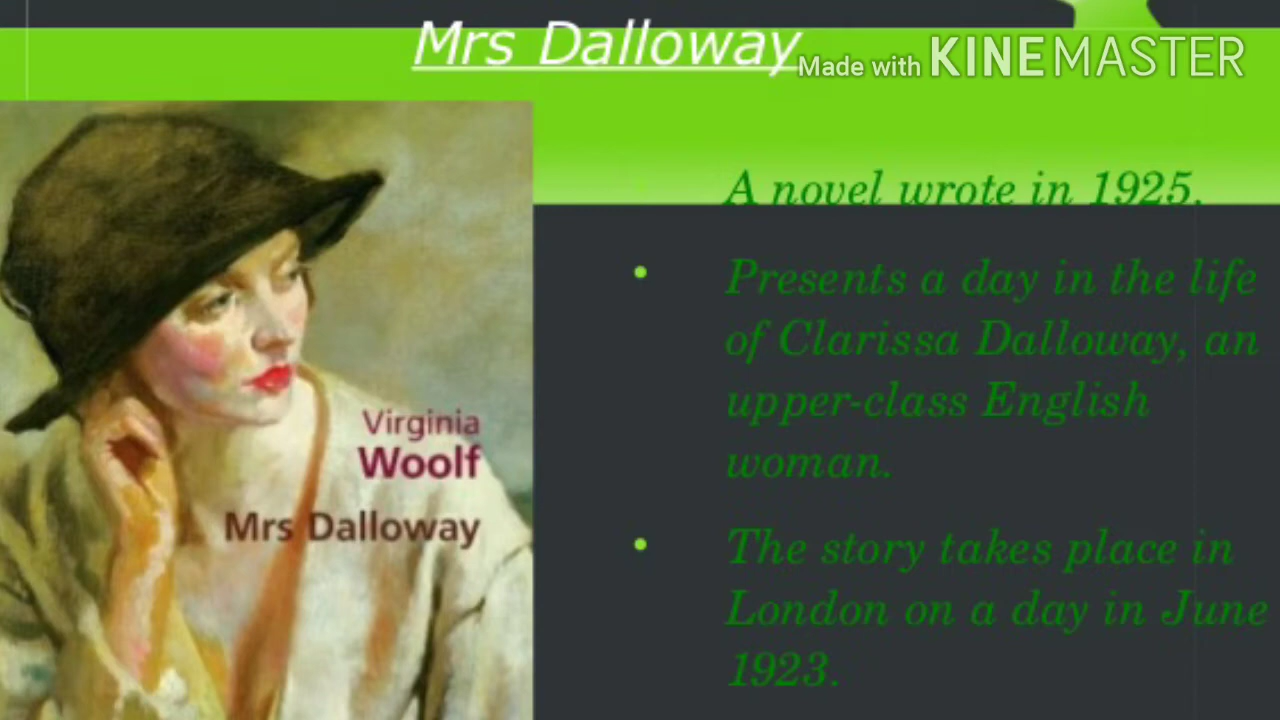 Mrs Dalloway
Made with KINEMASTER
A novel wrote in 1925.
• Presents a day in the life
of Clarissa Dalloway, an
upper-class English
woman.
• The story takes place in
London on a day in June
1923.
Virginia
Woolf
Mrs Dalloway